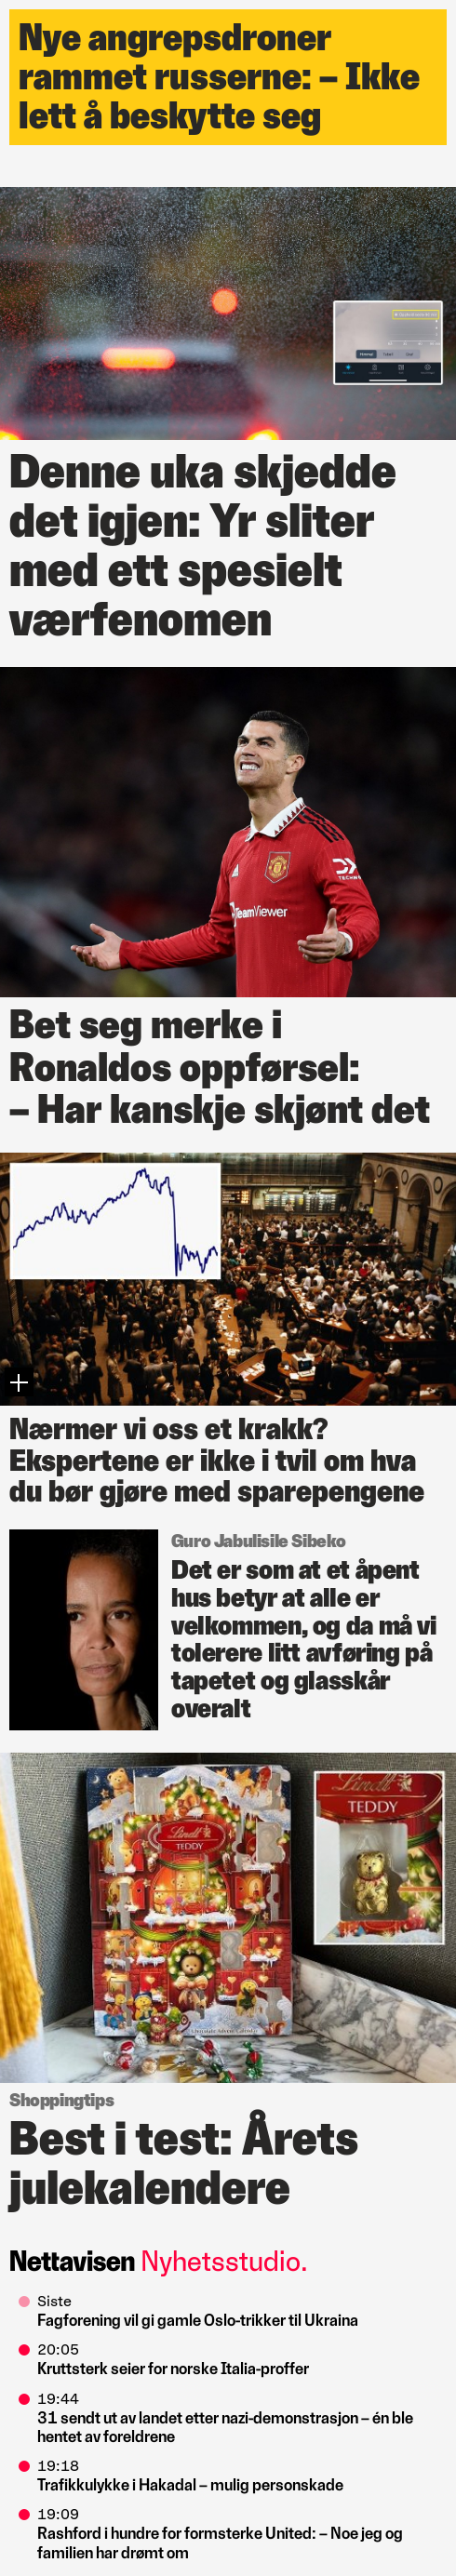 Nye angrepsdroner
rammet russerne: – Ikke
lett å beskytte seg
Denne uka skjedde
det igjen: Yr sliter
med ett spesielt
værfenomen
TeamViewer
TECHNO
Bet seg merke i
Ronaldos oppførsel:
– Har kanskje skjønt det
Nærmer vi oss et krakk?
Ekspertene er ikke i tvil om hva
du bør gjøre med sparepengene
Guro Jabulisile Sibeko
Det er som at et åpent
hus betyr at alle er
velkommen, og da må vi
tolerere litt avføring på
tapetet og glasskår
overalt
Lindt
TEDDY
Lindt
TEDDY
Shoppingtips
Best i test: Årets
julekalendere
Nettavisen Nyhetsstudio.
Siste
Fagforening vil gi gamle Oslo-trikker til Ukraina
20:05
Kruttsterk seier for norske Italia-proffer
19:44
31 sendt ut av landet etter nazi-demonstrasjon – én ble
hentet av foreldrene
19:18
Trafikkulykke i Hakadal – mulig personskade
19:09
Rashford i hundre for formsterke United: – Noe jeg og
familien har drømt om